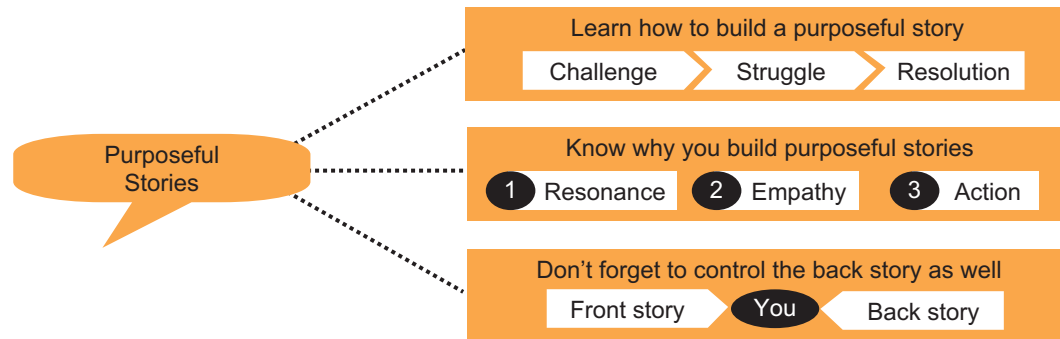 Purposeful
Stories
Learn how to build a purposeful story
Challenge Struggle Resolution
Know why you build purposeful stories
1 Resonance 2 Empathy 3 Action
Don’t forget to control the back story as well
Front story You Back story